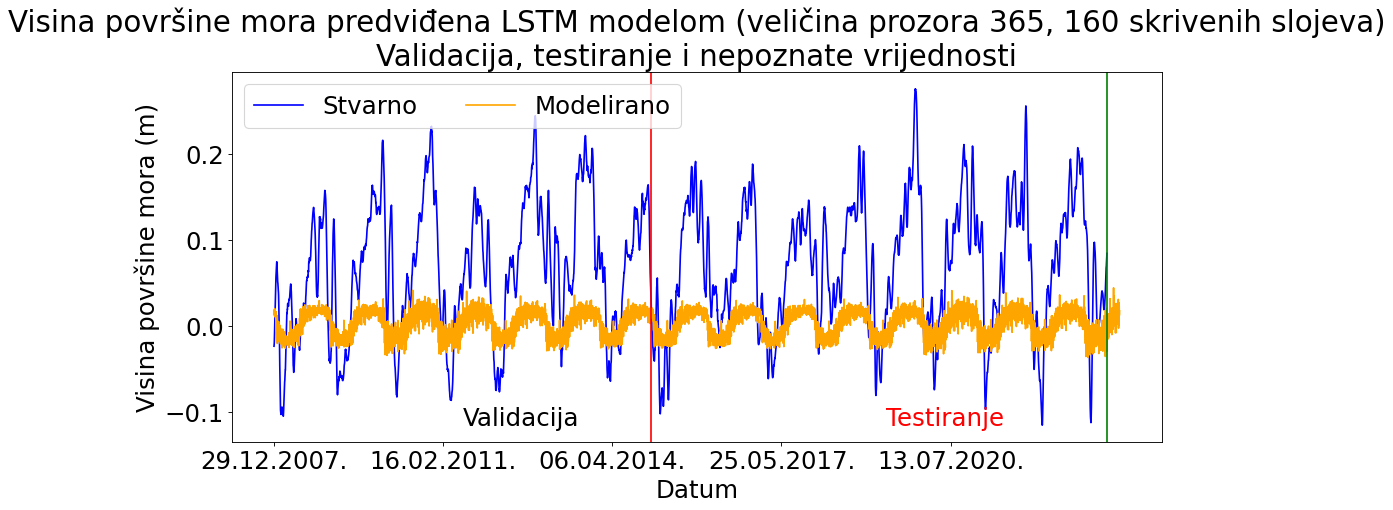 Visina površine mora predviđena LSTM modelom (veličina prozora 365, 160 skrivenih slojeva)
Validacija, testiranje i nepoznate vrijednosti
Stvarno
Modelirano
Visina površine mora (m)
0.2
0.1
0.0
−0.1
Validacija
Testiranje
29.12.2007.
16.02.2011.
06.04.2014.
25.05.2017.
13.07.2020.
Datum